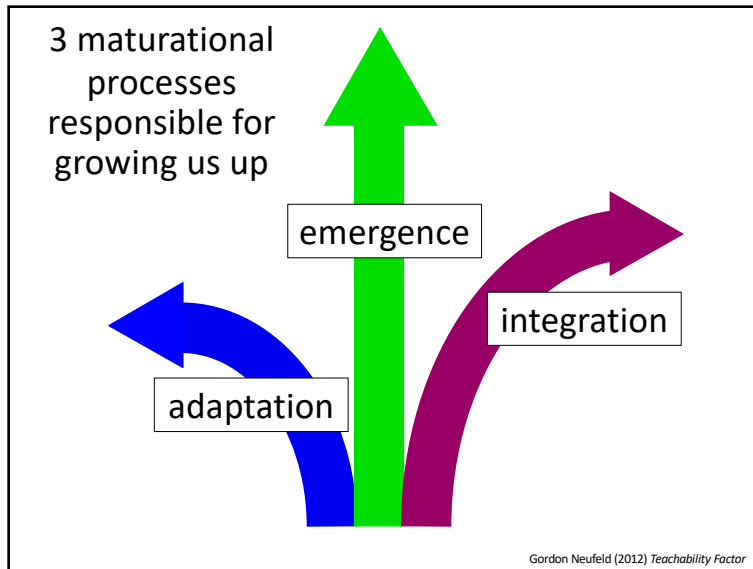 3 maturational
processes
responsible for
growing us up
emergence
integration
adaptation
Gordon Neufeld (2012) Teachability Factor